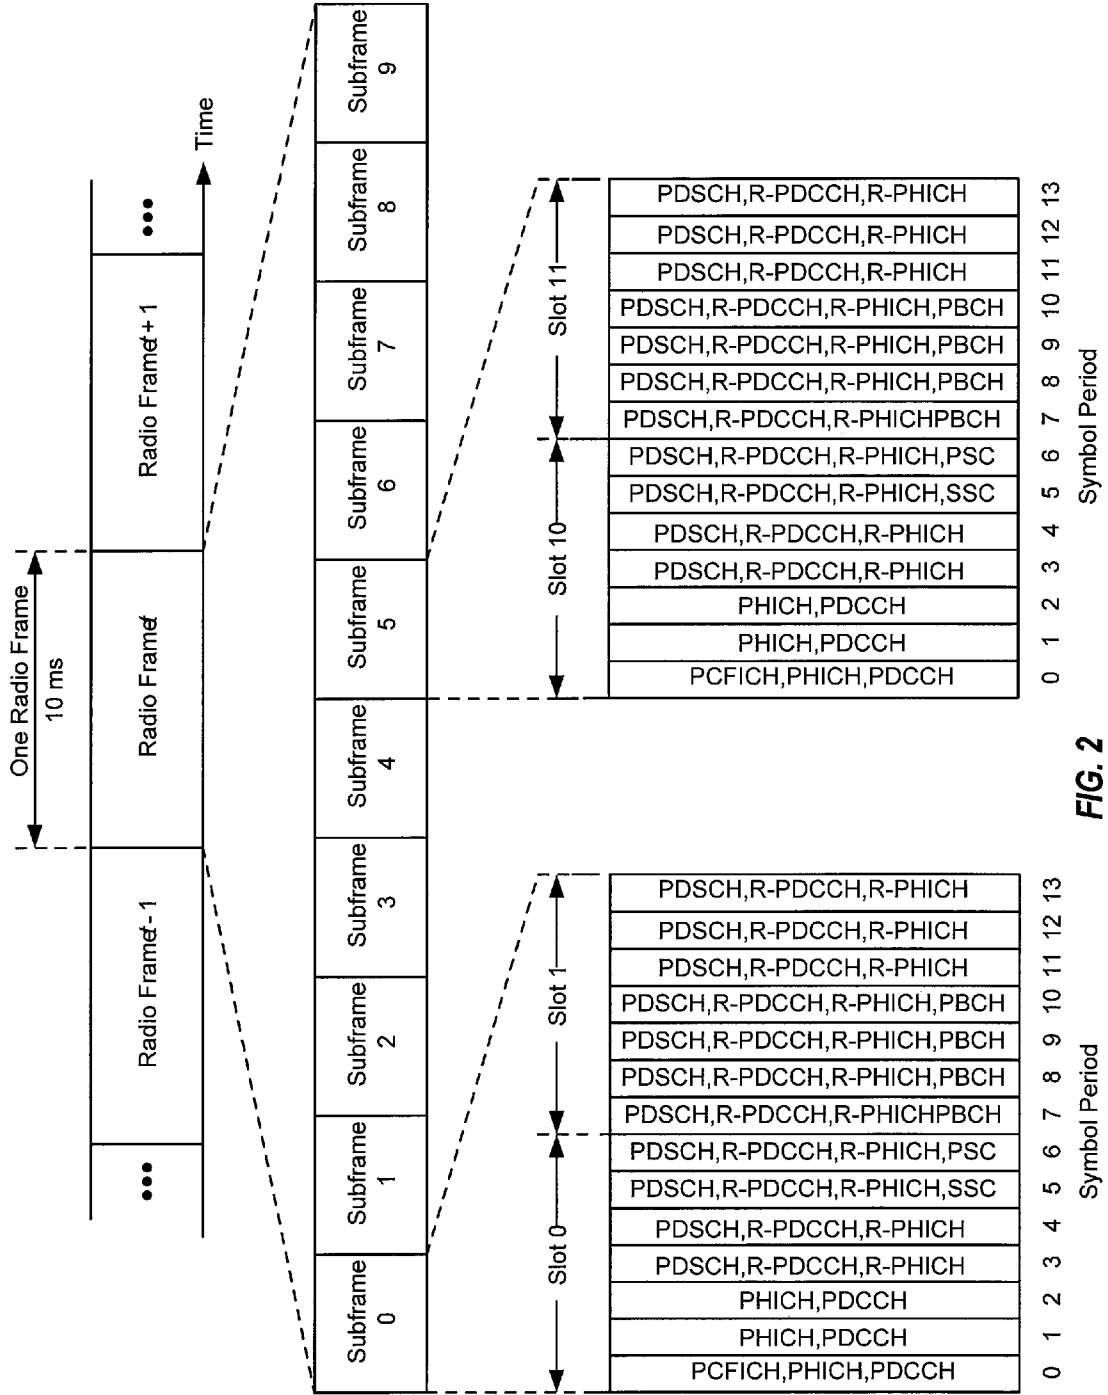 One Radio Frame
10 ms
•••
Radio Frame t - 1
Radio Frame t
Radio Frame t + 1
•••
Time
Subframe
0
Subframe
1
Subframe
2
Subframe
3
Subframe
4
Subframe
5
Subframe
6
Subframe
7
Subframe
8
Subframe
9
Slot 0
Slot 1
PCFICH,PHICH,PDCCH
PHICH,PDCCH
PHICH,PDCCH
PDSCH,R-PDCCH,R-PHICH
PDSCH,R-PDCCH,R-PHICH
PDSCH,R-PDCCH,R-PHICH,SSC
PDSCH,R-PDCCH,R-PHICH,PSC
PDSCH,R-PDCCH,R-PHICHPBCH
PDSCH,R-PDCCH,R-PHICH,PBCH
PDSCH,R-PDCCH,R-PHICH,PBCH
PDSCH,R-PDCCH,R-PHICH,PBCH
PDSCH,R-PDCCH,R-PHICH
PDSCH,R-PDCCH,R-PHICH
PDSCH,R-PDCCH,R-PHICH
0 1 2 3 4 5 6 7 8 9 10 11 12 13
Symbol Period
Slot 10
Slot 11
PCFICH,PHICH,PDCCH
PHICH,PDCCH
PHICH,PDCCH
PDSCH,R-PDCCH,R-PHICH
PDSCH,R-PDCCH,R-PHICH
PDSCH,R-PDCCH,R-PHICH,SSC
PDSCH,R-PDCCH,R-PHICH,PSC
PDSCH,R-PDCCH,R-PHICHPBCH
PDSCH,R-PDCCH,R-PHICH,PBCH
PDSCH,R-PDCCH,R-PHICH,PBCH
PDSCH,R-PDCCH,R-PHICH,PBCH
PDSCH,R-PDCCH,R-PHICH
PDSCH,R-PDCCH,R-PHICH
PDSCH,R-PDCCH,R-PHICH
0 1 2 3 4 5 6 7 8 9 10 11 12 13
Symbol Period
FIG. 2